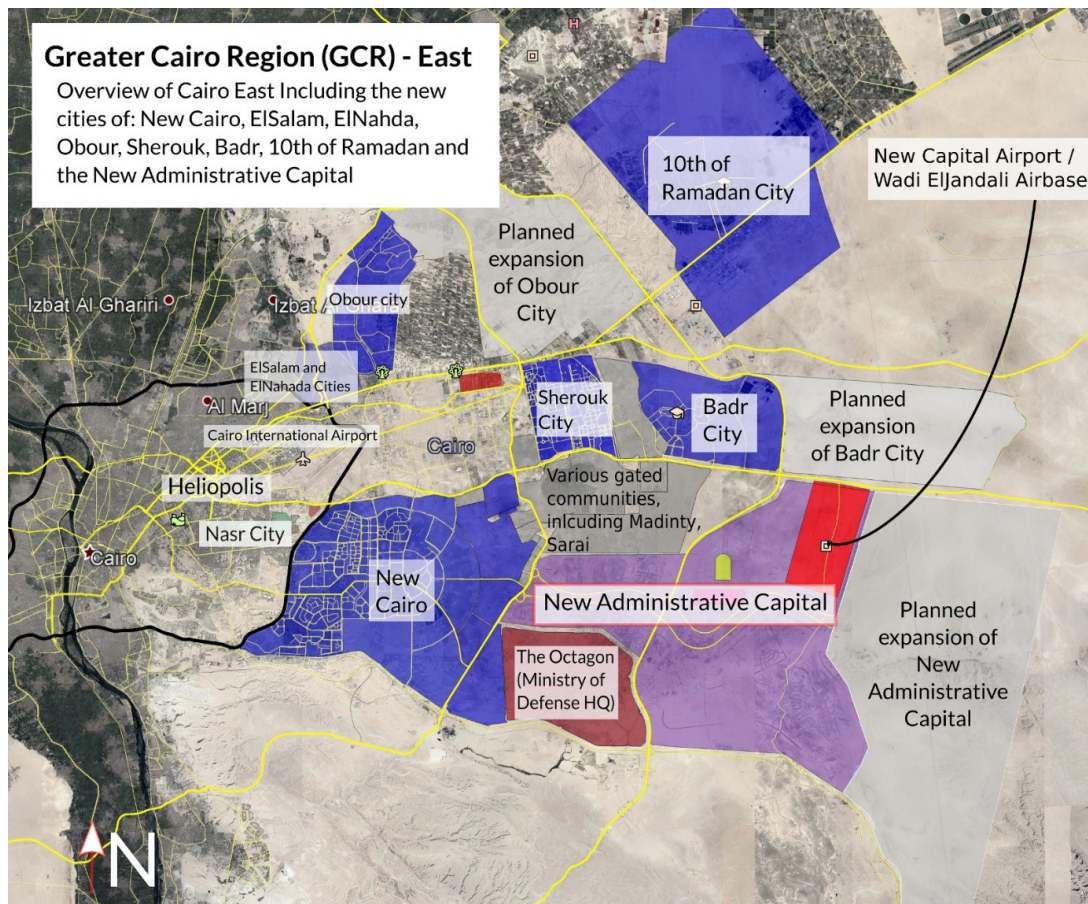 Greater Cairo Region (GCR) - East
Overview of Cairo East Including the new
cities of: New Cairo, ElSalam, ElNahda,
Obour, Sherouk, Badr, 10th of Ramadan and
the New Administrative Capital
H
10th of
Ramadan City
New Capital Airport /
Wadi ElJandali Airbase
Planned
expansion
of Obour
City
Izbat Al Ghariri
Izbat Al
Obour city
ElSalam and
ElNahada Cities
Al Marj
Sherouk
City
Badr
City
Planned
expansion
of Badr City
Cairo International Airport
Cairo
Heliopolis
Various gated
communities,
inlcuding Madinty,
Sarai
Nasr City
Cairo
New
Cairo
New Administrative Capital
Planned
expansion of
New
Administrative
Capital
The Octagon
(Ministry of
Defense HQ)
N